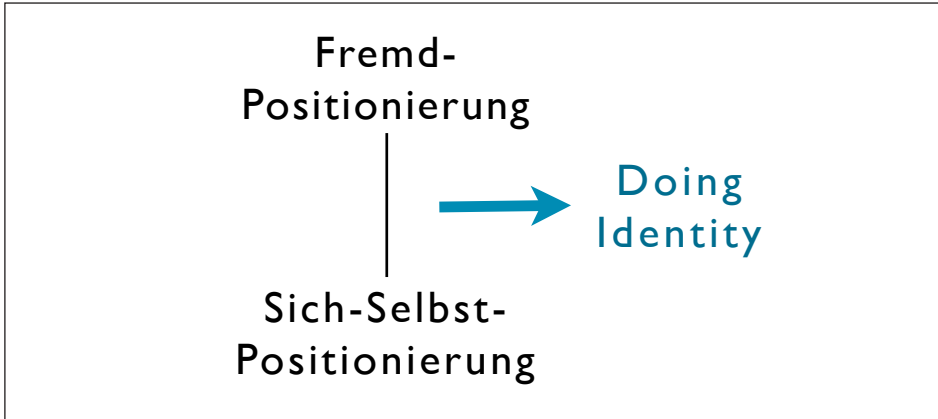 Fremd-
Positionierung
Doing
Identity
Sich-Selbst-
Positionierung